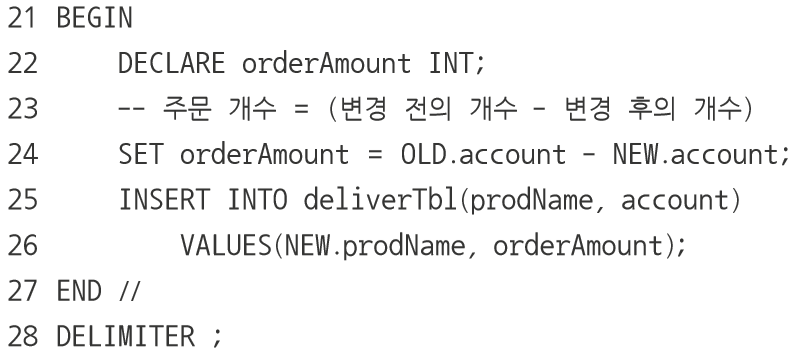 21 BEGIN
22     DECLARE orderAmount INT;
23     -- 주문 개수 = (변경 전의 개수 - 변경 후의 개수)
24     SET orderAmount = OLD.account - NEW.account;
25     INSERT INTO deliverTbl(prodName, account)
26         VALUES(NEW.prodName, orderAmount);
27 END //
28 DELIMITER ;